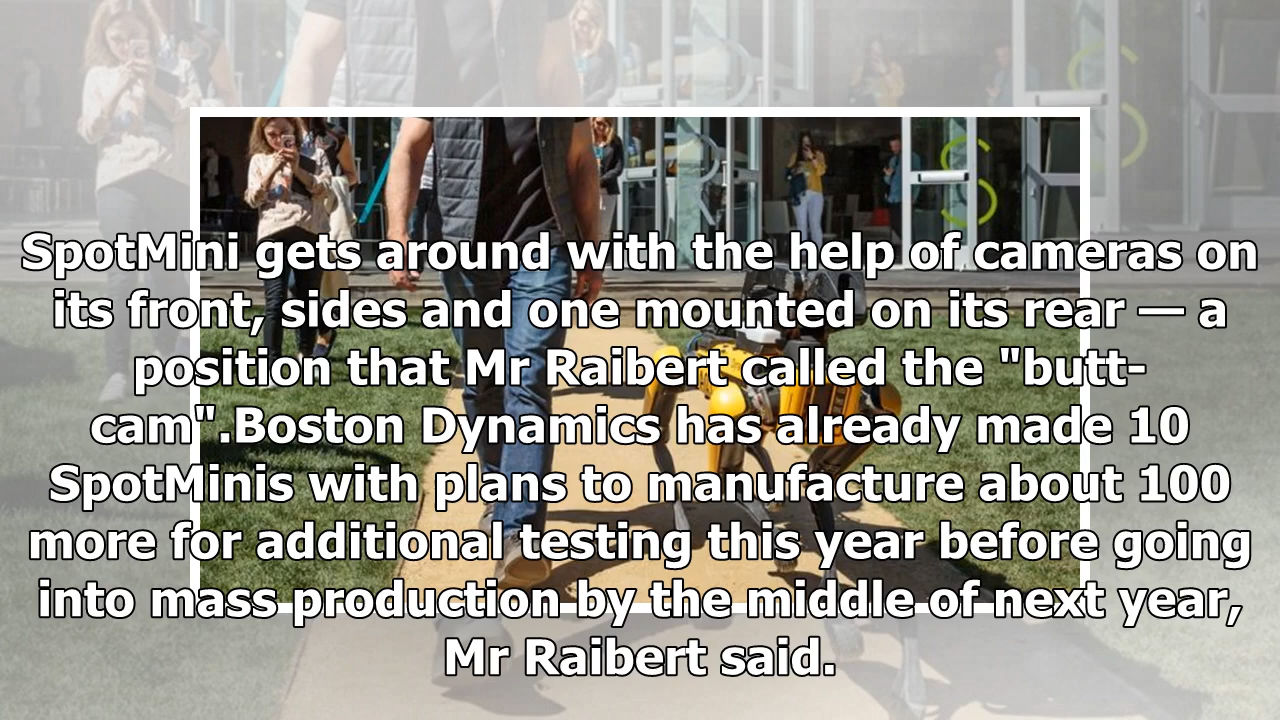 SpotMini gets around with the help of cameras on
its front, sides and one mounted on its rear — a
position that Mr Raibert called the "butt-
cam".Boston Dynamics has already made 10
SpotMinis with plans to manufacture about 100
more for additional testing this year before going
into mass production by the middle of next year,
Mr Raibert said.